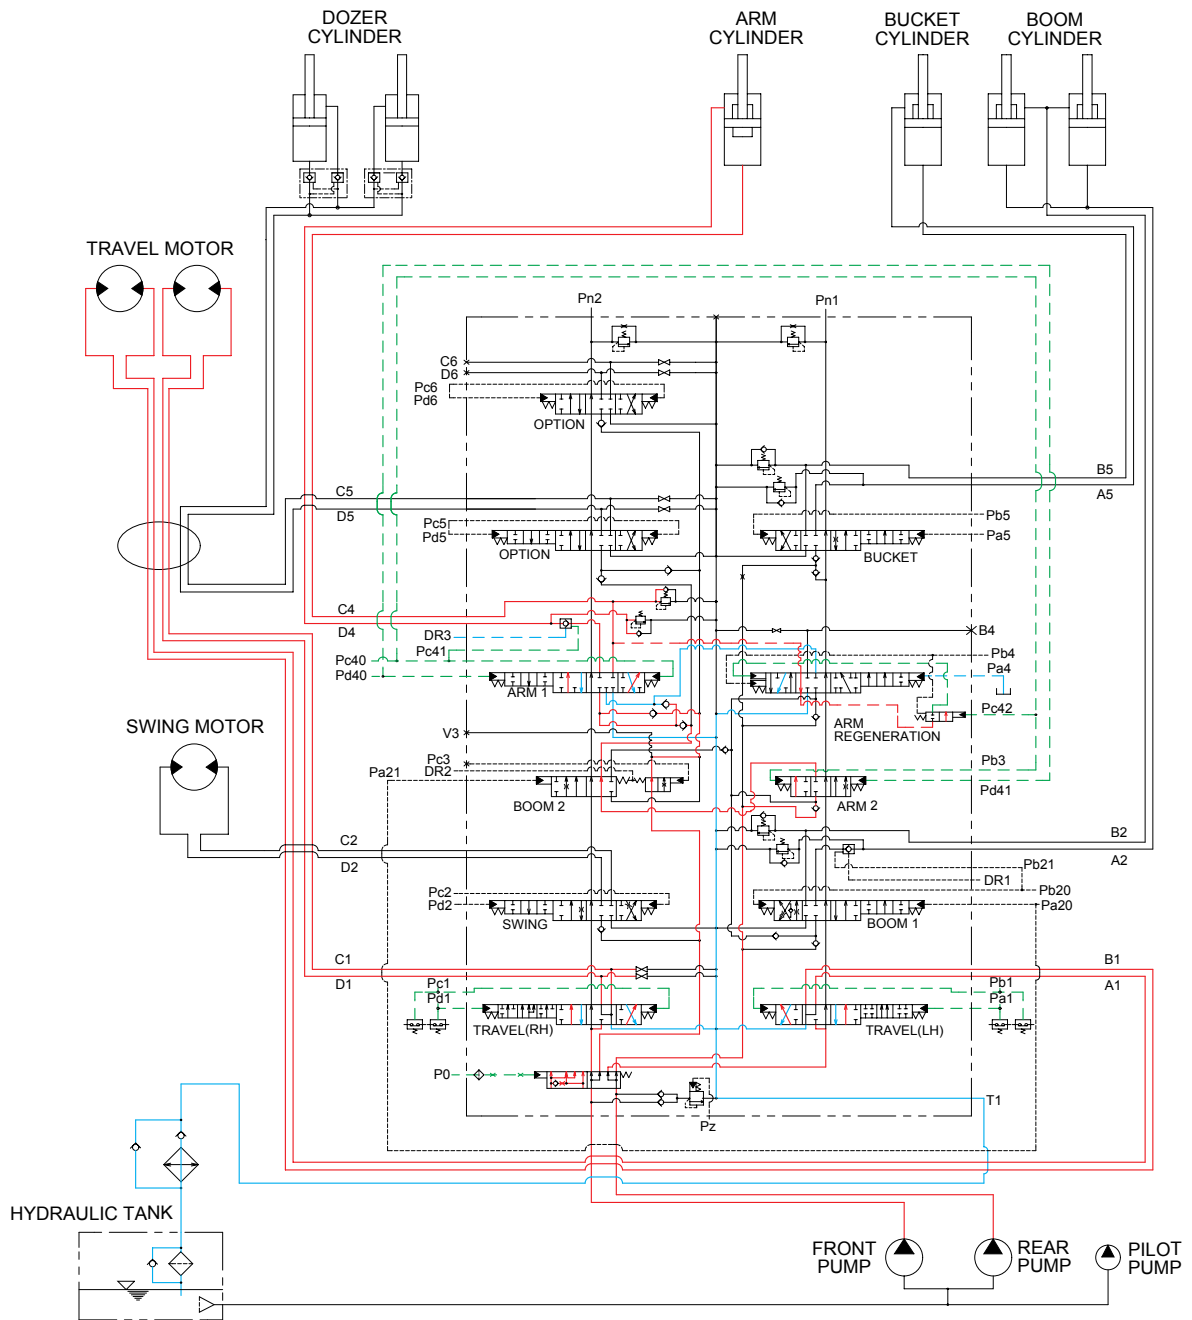 DOZER
CYLINDER
ARM
CYLINDER
BUCKET
CYLINDER
BOOM
CYLINDER
TRAVEL MOTOR
Pn2
Pn1
C6
D6
Pc6
Pd6
OPTION
C5
D5
Pc5
Pd5
OPTION
B5
A5
Pb5
Pa5
BUCKET
C4
D4
DR3
Pc41
Pc40
Pd40
ARM 1
B4
Pb4
Pa4
Pc42
ARM
REGENERATION
SWING MOTOR
V3
Pc3
DR2
Pa21
BOOM 2
Pb3
Pd41
ARM 2
C2
D2
B2
A2
Pb21
DR1
Pc2
Pd2
SWING
Pb20
Pa20
BOOM 1
C1
D1
Pc1
Pd1
TRAVEL(RH)
B1
A1
Pb1
Pa1
TRAVEL(LH)
P0
Pz
T1
HYDRAULIC TANK
FRONT
PUMP
REAR
PUMP
PILOT
PUMP